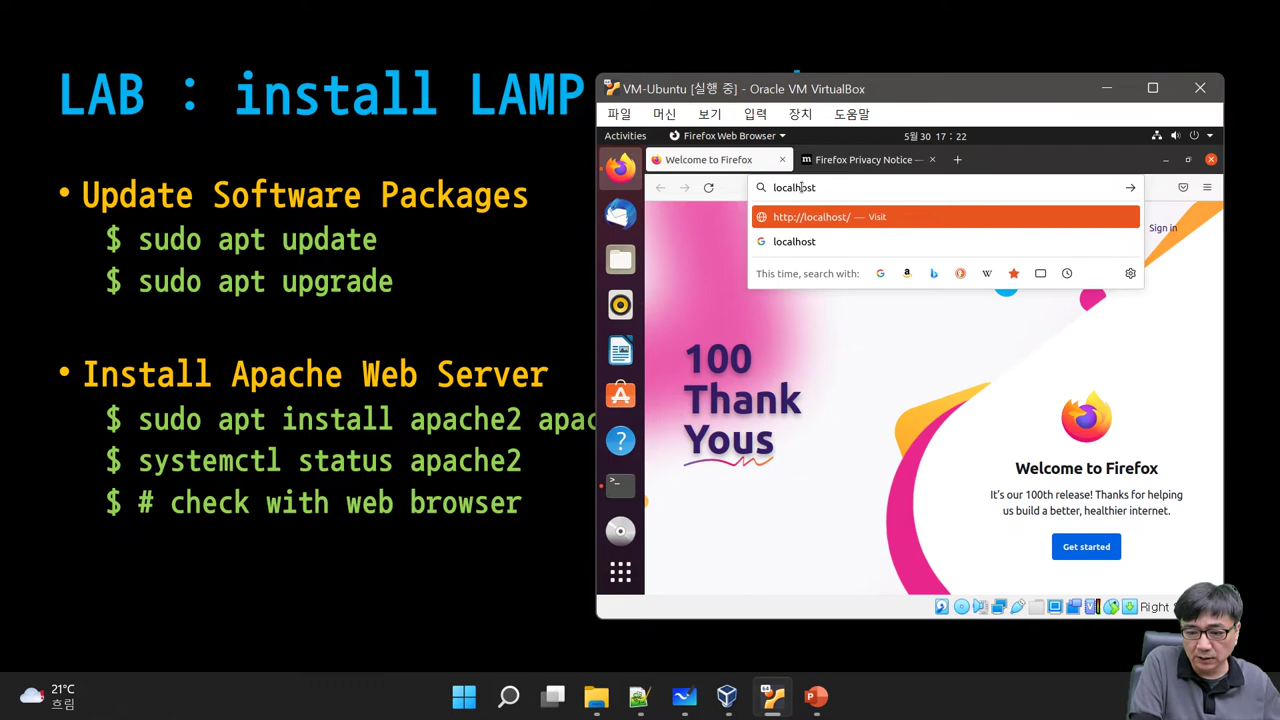 LAB : install LAMP
• Update Software Packages
$ sudo apt update
$ sudo apt upgrade
• Install Apache Web Server
$ sudo apt install apache2
$ systemctl status apache2
$ # check with web browser
VM-Ubuntu [실행 중] - Oracle VM VirtualBox
파일 머신 보기 입력 장치 도움말
Activities Firefox Web Browser 5월 30 17 : 22
Welcome to Firefox Firefox Privacy Notice —
localhost
http://localhost/ — Visit
Sign in
localhost
This time, search with:
100
Thank
Yous
Welcome to Firefox
It's our 100th release! Thanks for helping
us build a better, healthier internet.
Get started
Right
21°C
흐림